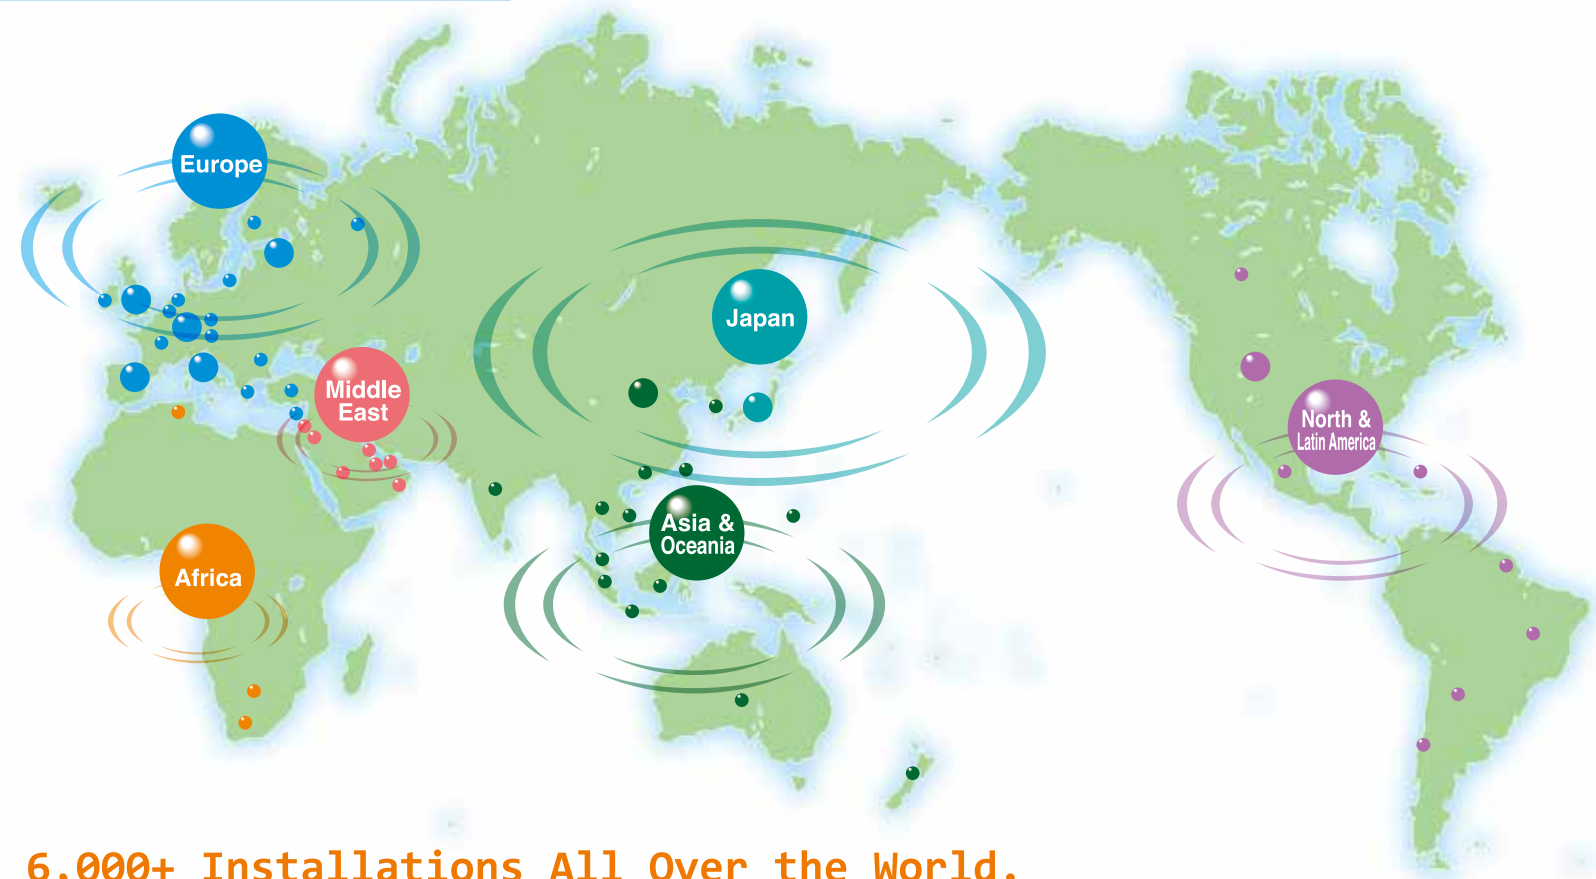 Europe
Japan
Middle
East
North &
Latin America
Asia &
Oceania
Africa
6,000+ Installations All Over the World.